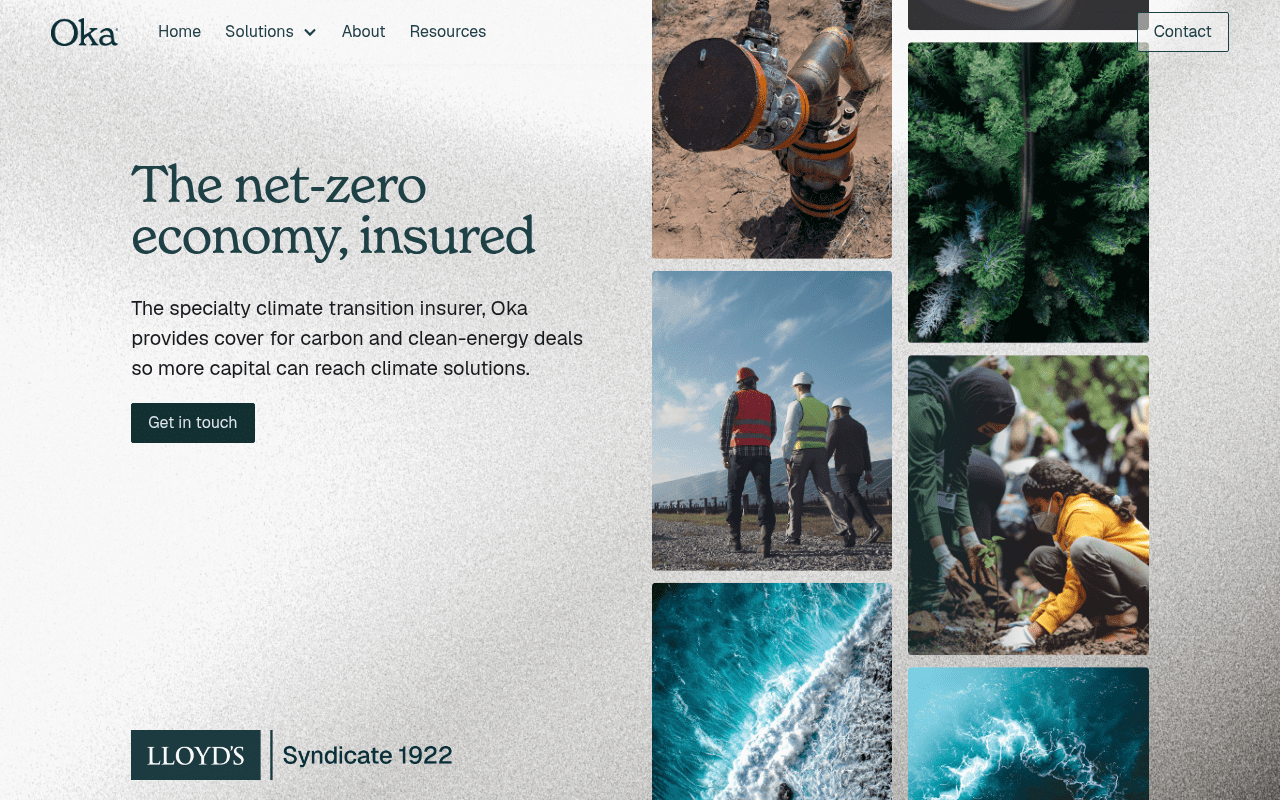 Oka
Home
Solutions
About
Resources
Contact
The net-zero
economy, insured
The specialty climate transition insurer, Oka
provides cover for carbon and clean-energy deals
so more capital can reach climate solutions.
Get in touch
LLOYD'S
Syndicate 1922